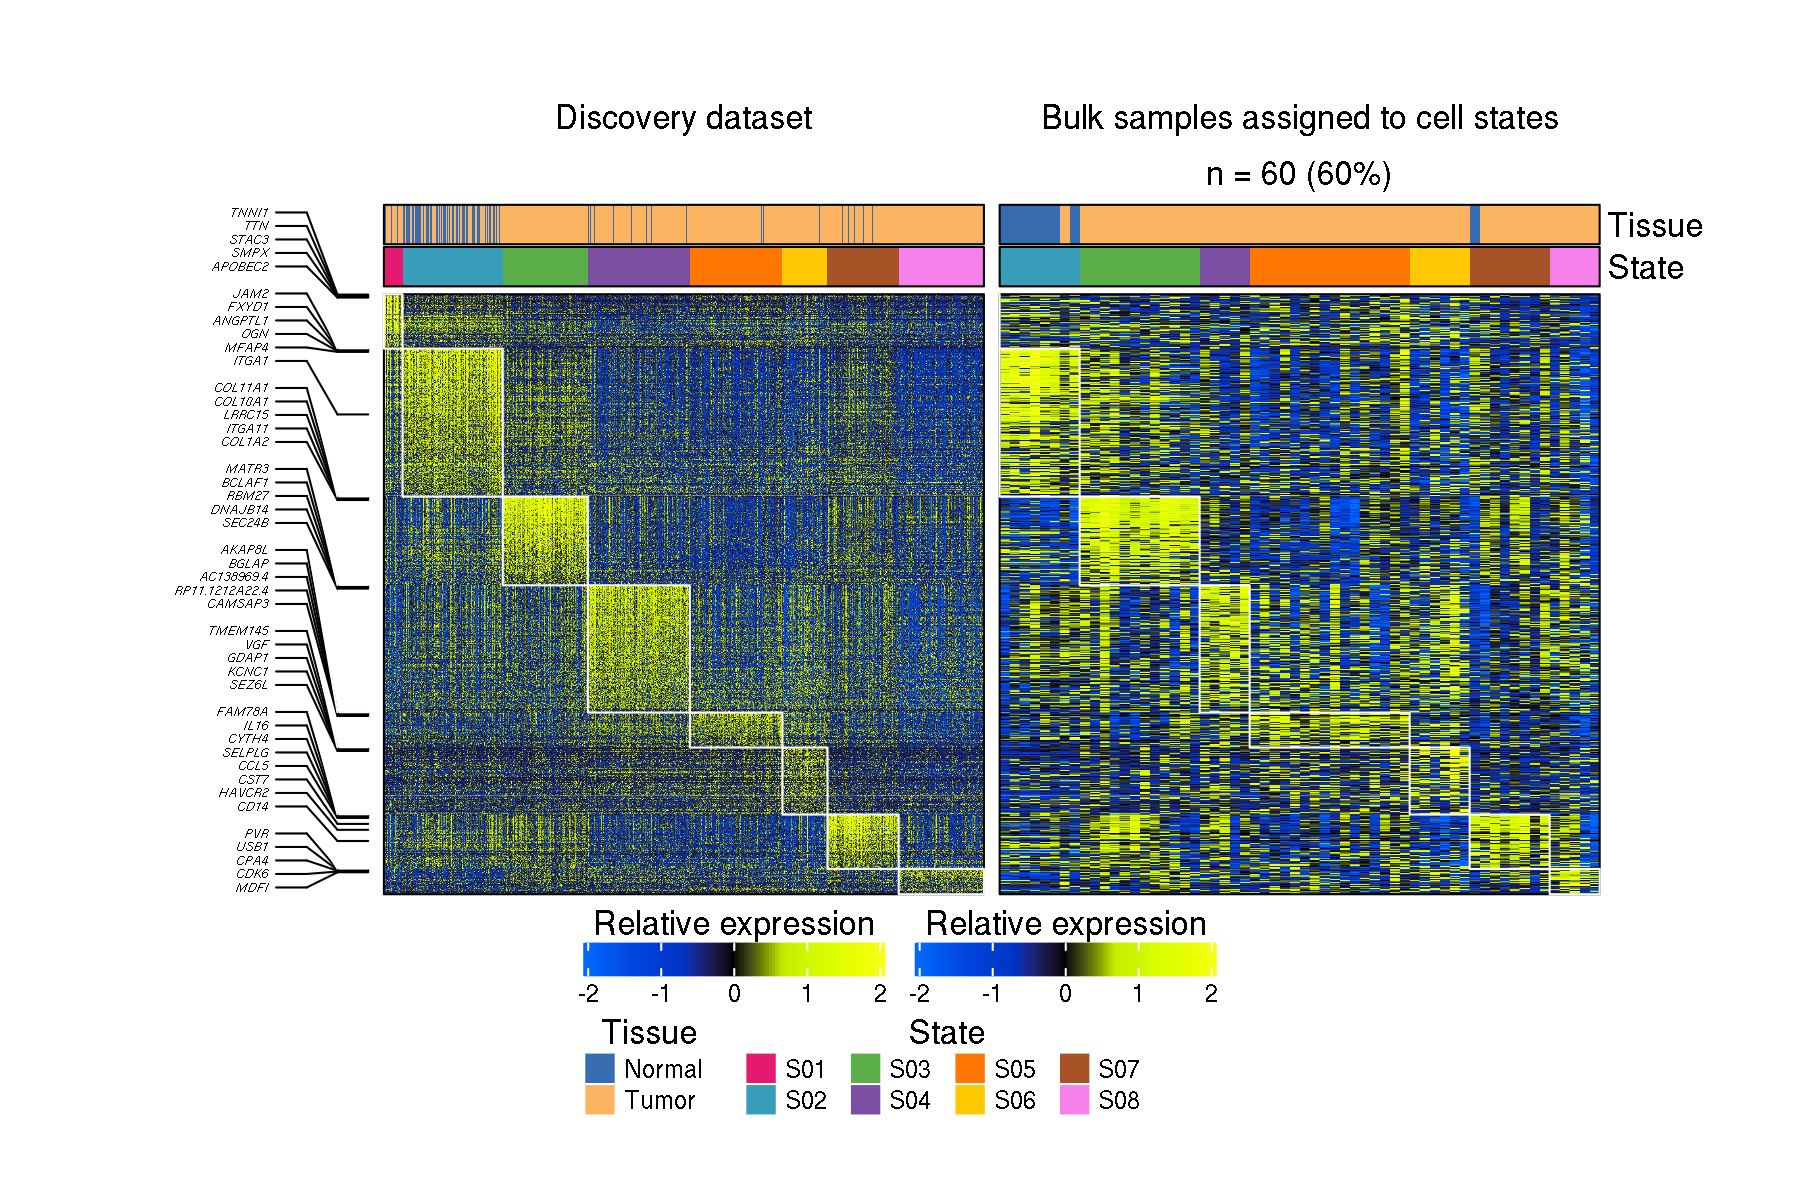 Discovery dataset
Bulk samples assigned to cell states
n = 60 (60%)
Tissue
State
TNNI1
TTN
STAC3
SMPX
APOBEC2
JAM2
FXYD1
ANGPTL1
OGN
MFAP4
ITGA1
COL11A1
COL10A1
LRRC15
ITGA11
COL1A2
MATR3
BCLAF1
RBM27
DNAJB14
SEC24B
AKAP8L
BGLAP
AC138969.4
RP11.1212A22.4
CAMSAP3
TMEM145
VGF
GDAP1
KCNC1
SEZ6L
FAM78A
IL16
CYTH4
SELPLG
CCL5
CST7
HAVCR2
CD14
PVR
USB1
CPA4
CDK6
MDFI
Relative expression Relative expression
-2 -1 0 1 2 -2 -1 0 1 2
Tissue State
Normal S01 S03 S05 S07
Tumor S02 S04 S06 S08